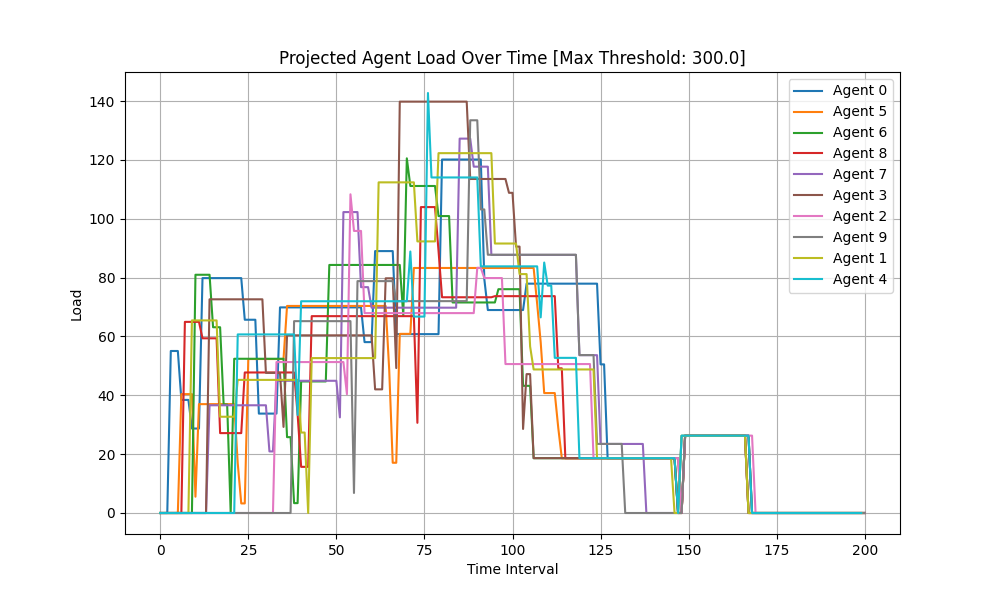 Projected Agent Load Over Time [Max Threshold: 300.0]
Load
140
120
100
80
60
40
20
0
0 25 50 75 100 125 150 175 200
Time Interval
Agent 0
Agent 5
Agent 6
Agent 8
Agent 7
Agent 3
Agent 2
Agent 9
Agent 1
Agent 4